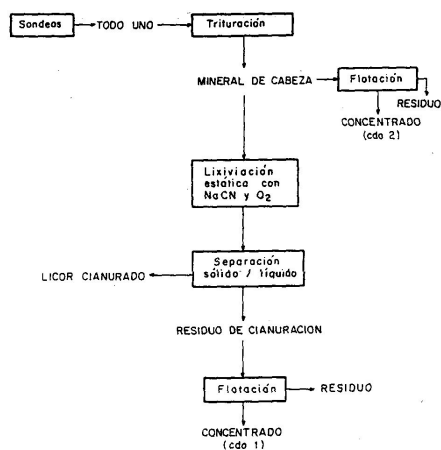 Sondeos
TODO UNO
Trituración
MINERAL DE CABEZA
Flotación
RESIDUO
CONCENTRADO
(cdo 2)
Lixiviación
estática con
NaCN y O2
Separación
sólido / líquido
LICOR CIANURADO
RESIDUO DE CIANURACION
Flotación
RESIDUO
CONCENTRADO
(cdo 1)